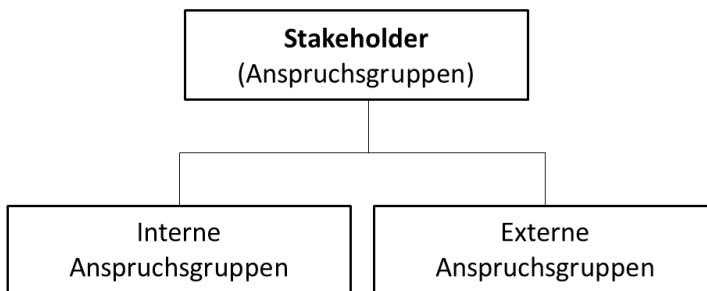 Stakeholder
(Anspruchsgruppen)
Interne
Anspruchsgruppen
Externe
Anspruchsgruppen